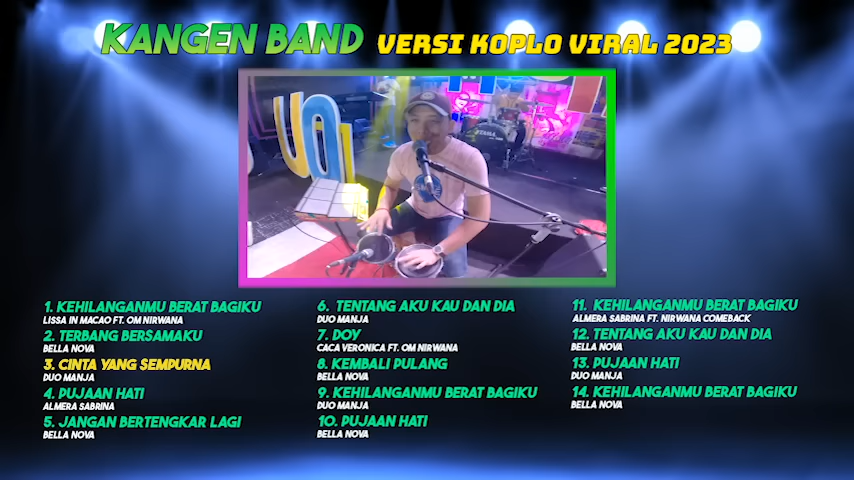 KANGEN BAND VERSI KOPLO VIRAL 2023
TAMA
1. KEHILANGANMU BERAT BAGIKU
LISSA IN MACAO FT. OM NIRWANA
2. TERBANG BERSAMAKU
BELLA NOVA
3. CINTA YANG SEMPURNA
DUO MANJA
4. PUJAAN HATI
ALMERA SABRINA
5. JANGAN BERTENGKAR LAGI
BELLA NOVA
6. TENTANG AKU KAU DAN DIA
DUO MANJA
7. DOY
CACA VERONICA FT. OM NIRWANA
8. KEMBALI PULANG
BELLA NOVA
9. KEHILANGANMU BERAT BAGIKU
DUO MANJA
10. PUJAAN HATI
BELLA NOVA
11. KEHILANGANMU BERAT BAGIKU
ALMERA SABRINA FT. NIRWANA COMEBACK
12. TENTANG AKU KAU DAN DIA
BELLA NOVA
13. PUJAAN HATI
DUO MANJA
14. KEHILANGANMU BERAT BAGIKU
BELLA NOVA